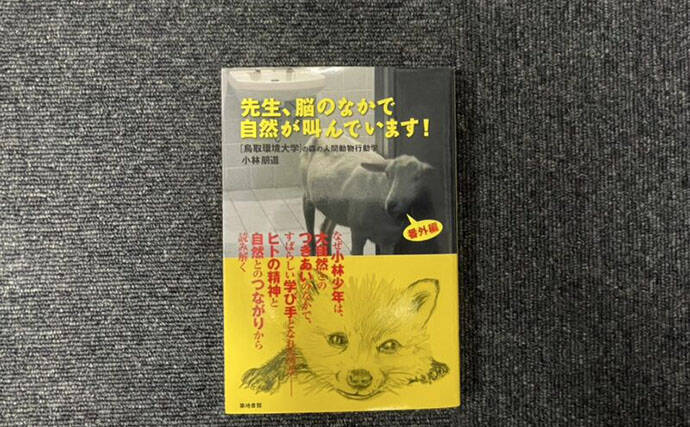 先生、脳のなかで
自然が叫んでいます！
［鳥取環境大学］の森の人間動物行動学
小林朋道
番外編
なぜ小林少年は、
大自然との
つきあいのなかで、
すばらしい学び手となれたのか――
ヒトの精神と
自然とのつながりから
読み解く
築地書館